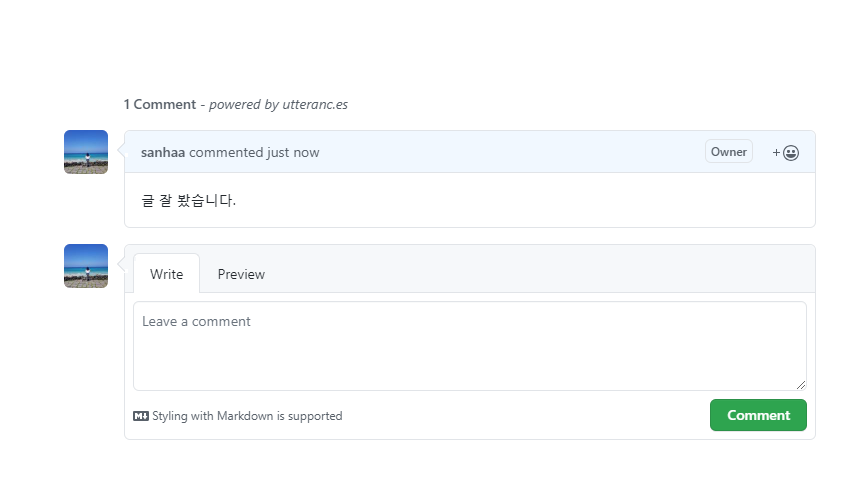 1 Comment - powered by utteranc.es
sanhaa commented just now Owner +
글 잘 봤습니다.
Write Preview
Leave a comment
M Styling with Markdown is supported Comment